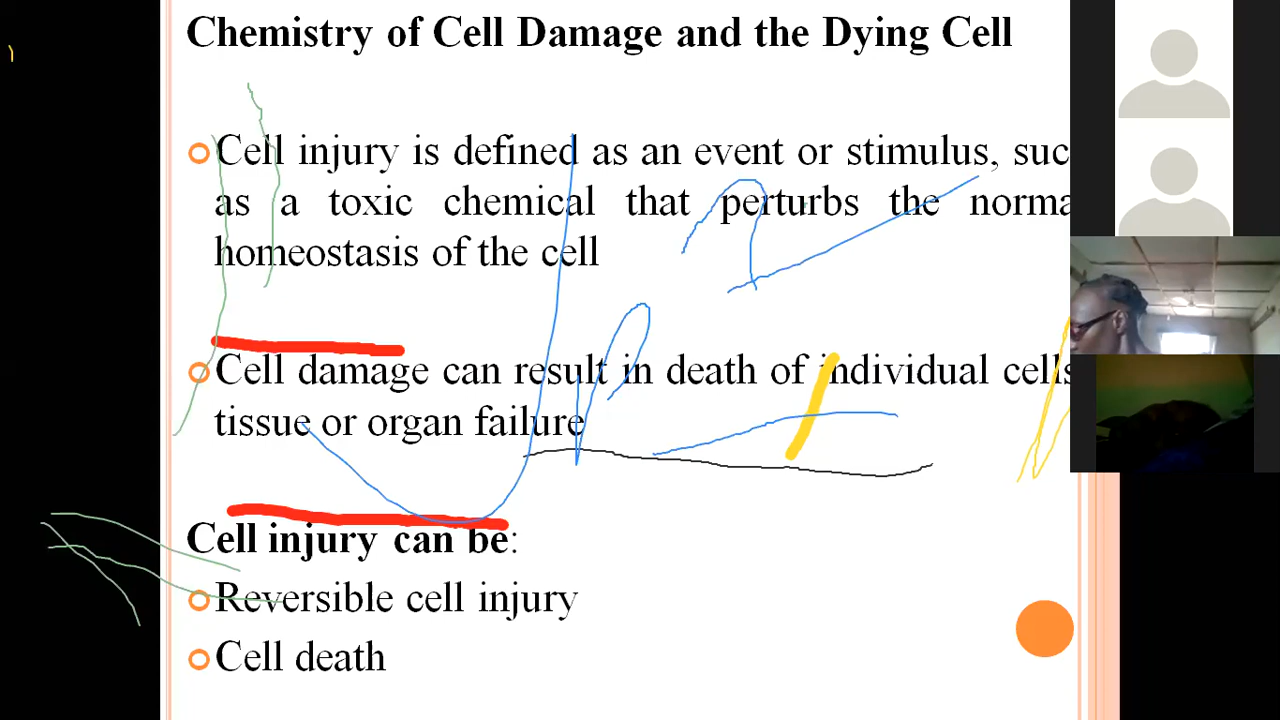 Chemistry of Cell Damage and the Dying Cell
Cell injury is defined as an event or stimulus, suc
as a toxic chemical that perturbs the norma
homeostasis of the cell
Cell damage can result in death of individual cells
tissue or organ failure
Cell injury can be:
Reversible cell injury
Cell death